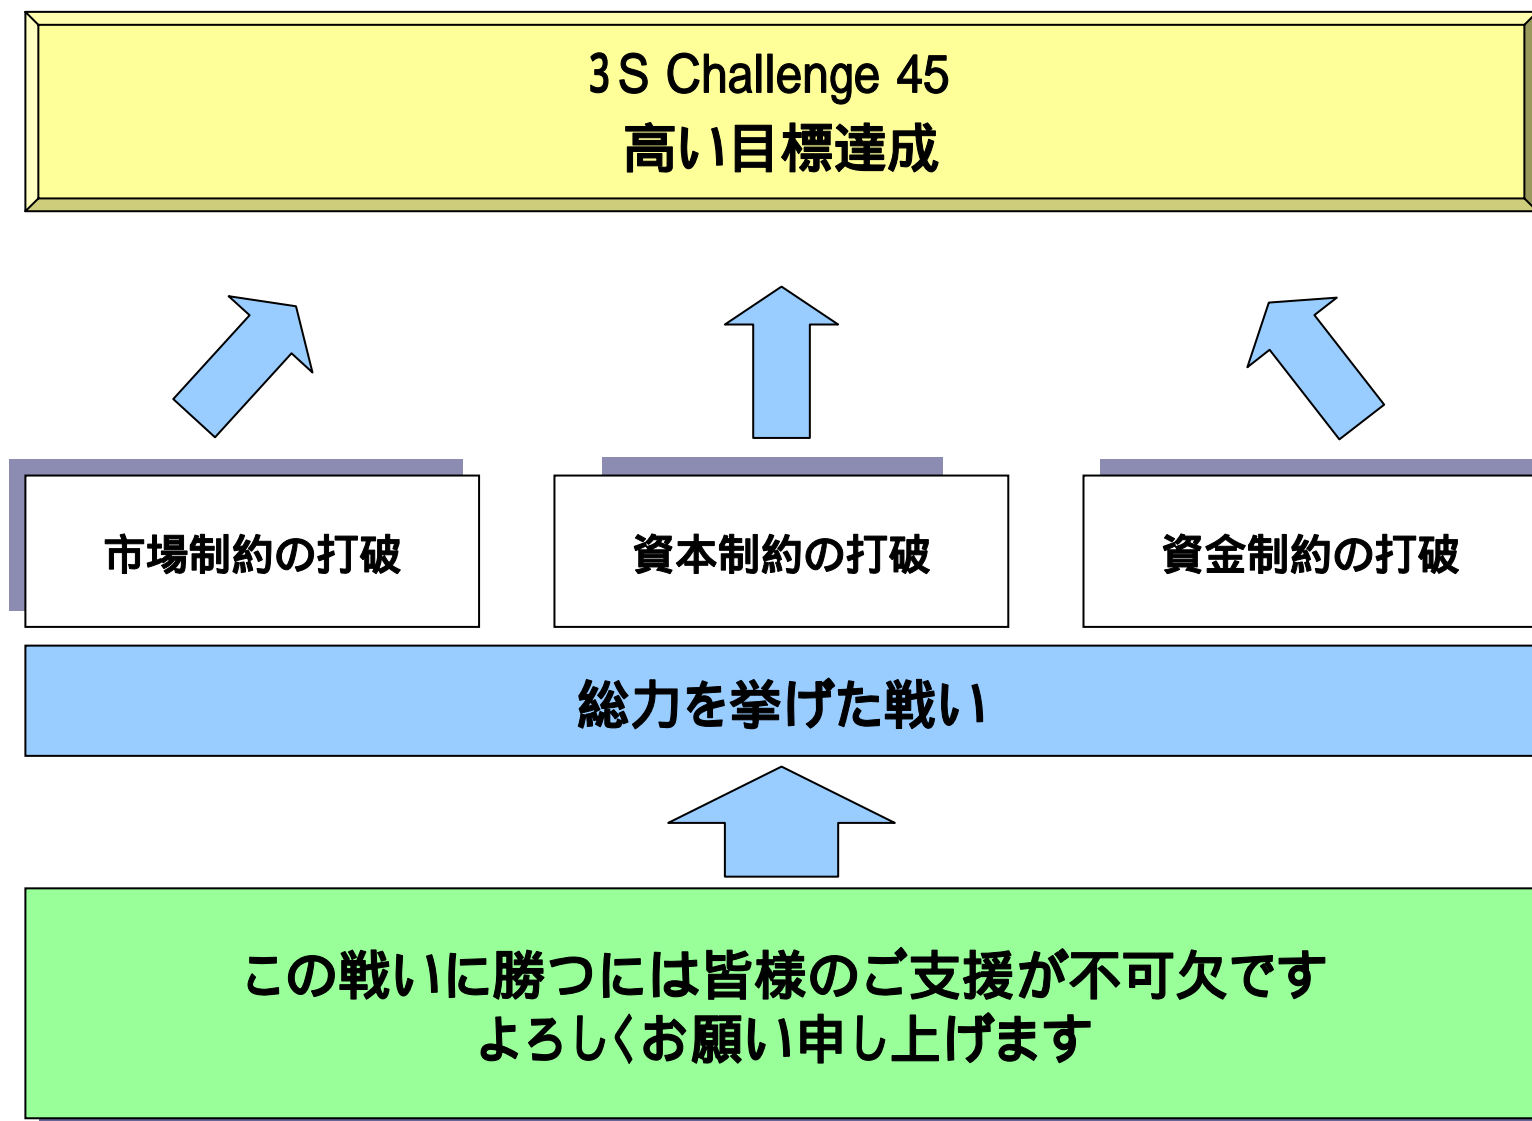 3S Challenge 45
高い目標達成
市場制約の打破
資本制約の打破
資金制約の打破
総力を挙げた戦い
この戦いに勝つには皆様のご支援が不可欠です
よろしくお願い申し上げます